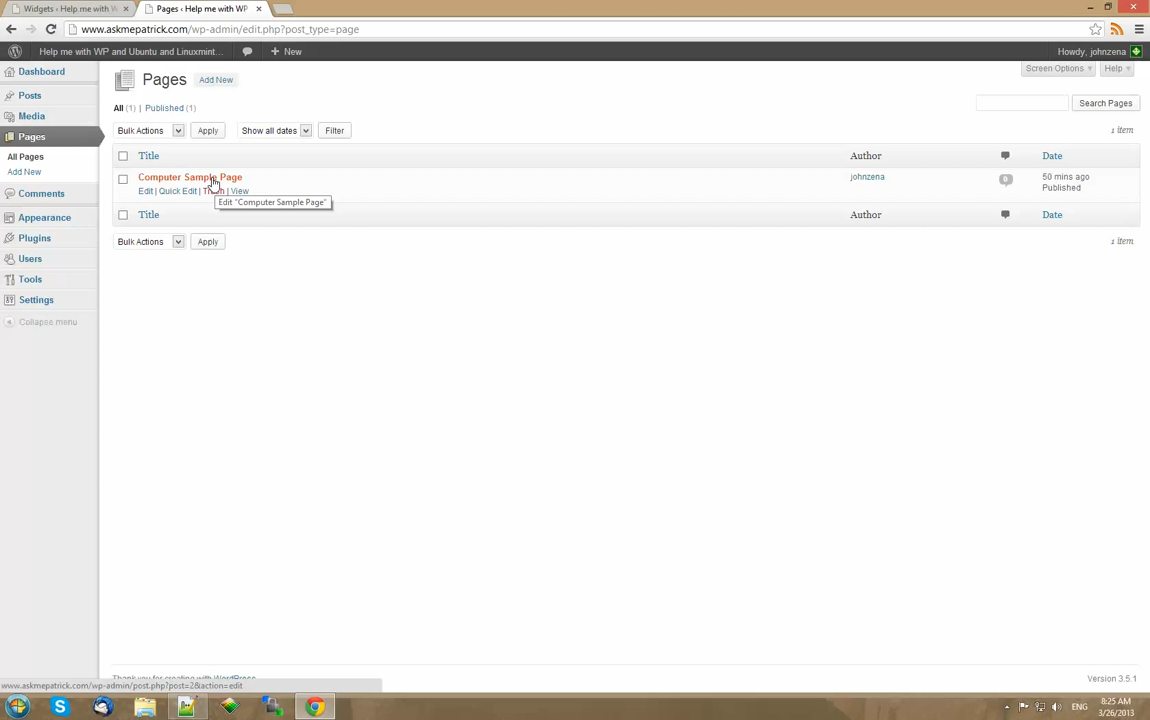 Widgets ‹ Help me with W
Pages ‹ Help me with WP
www.askmepatrick.com/wp-admin/edit.php?post_type=page
Help me with WP and Ubuntu and Linuxmint…
+ New
Howdy, johnzena
Dashboard
Posts
Media
Pages
All Pages
Add New
Comments
Appearance
Plugins
Users
Tools
Settings
Collapse menu
Screen Options
Help
Pages
Add New
All (1) | Published (1)
Search Pages
Bulk Actions
Apply
Show all dates
Filter
1 item
Title
Author
Date
Computer Sample Page
Edit | Quick Edit | Trash | View
johnzena
0
50 mins ago
Published
Edit “Computer Sample Page”
Title
Author
Date
Bulk Actions
Apply
1 item
Thank you for creating with WordPress.
Version 3.5.1
www.askmepatrick.com/wp-admin/post.php?post=2&action=edit
ENG
8:25 AM
3/26/2013